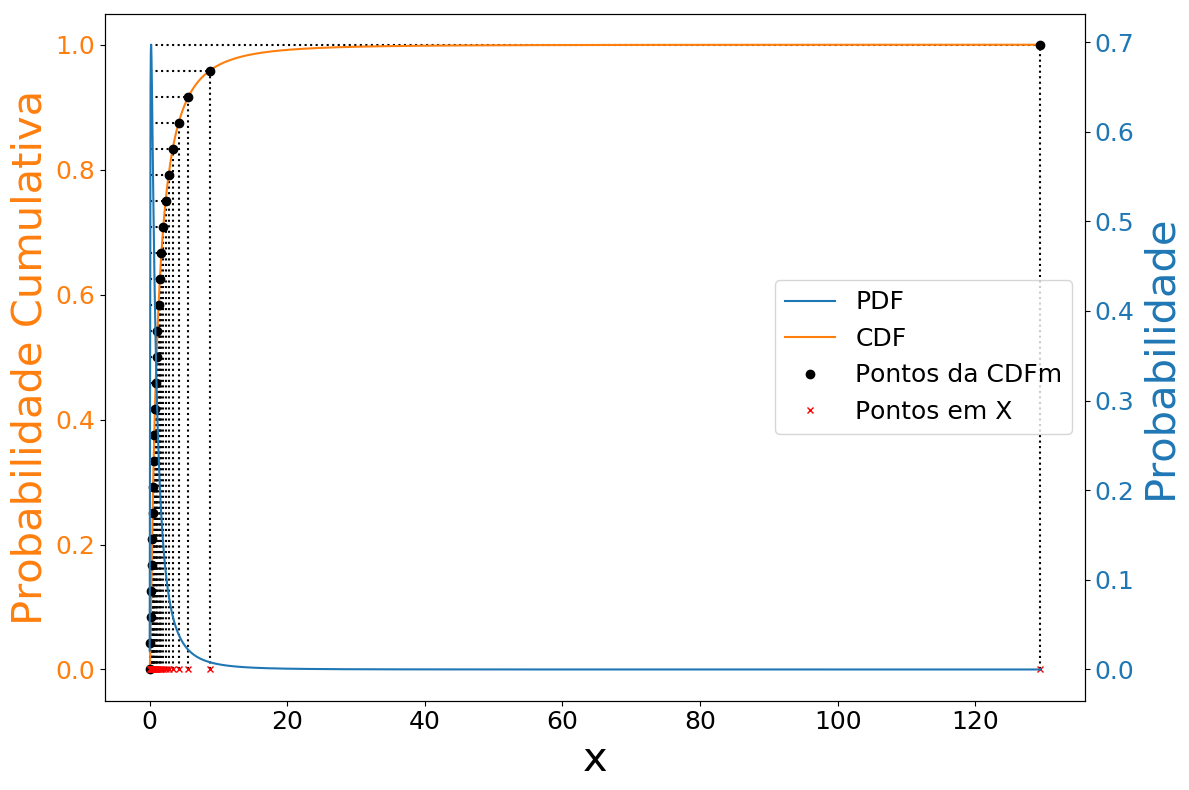 Probabilidade Cumulativa
1.0
0.8
0.6
0.4
0.2
0.0
0.7
0.6
0.5
0.4
0.3
0.2
0.1
0.0
Probabilidade
PDF
CDF
Pontos da CDFm
Pontos em X
0 20 40 60 80 100 120
x